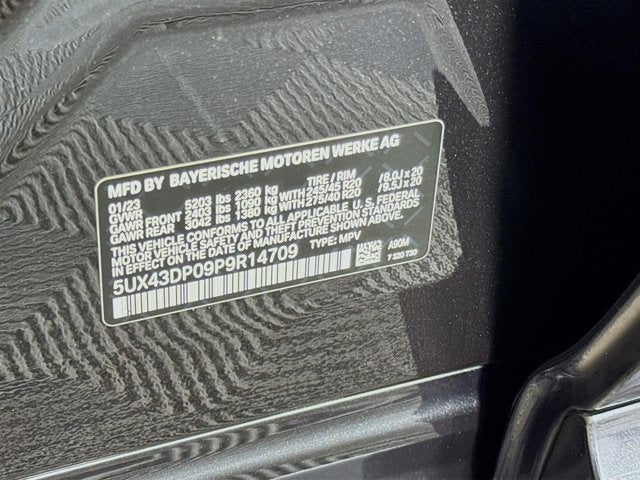 MFD BY BAYERISCHE MOTOREN WERKE AG
01/23 5203 lbs 2360 kg TIRE / RIM
GVWR
GAWR FRONT 2403 lbs 1090 kg WITH 245/45 R20 /8.0J x 20
GAWR REAR 3042 lbs 1380 kg WITH 275/40 R20 /9.5J x 20
THIS VEHICLE CONFORMS TO ALL APPLICABLE U. S. FEDERAL
MOTOR VEHICLE SAFETY AND THEFT PREVENTION STANDARDS
IN EFFECT ON THE DATE OF MANUFACTURE SHOWN ABOVE.
5UX43DP09P9R14709 TYPE: MPV
A90M
7 320 730